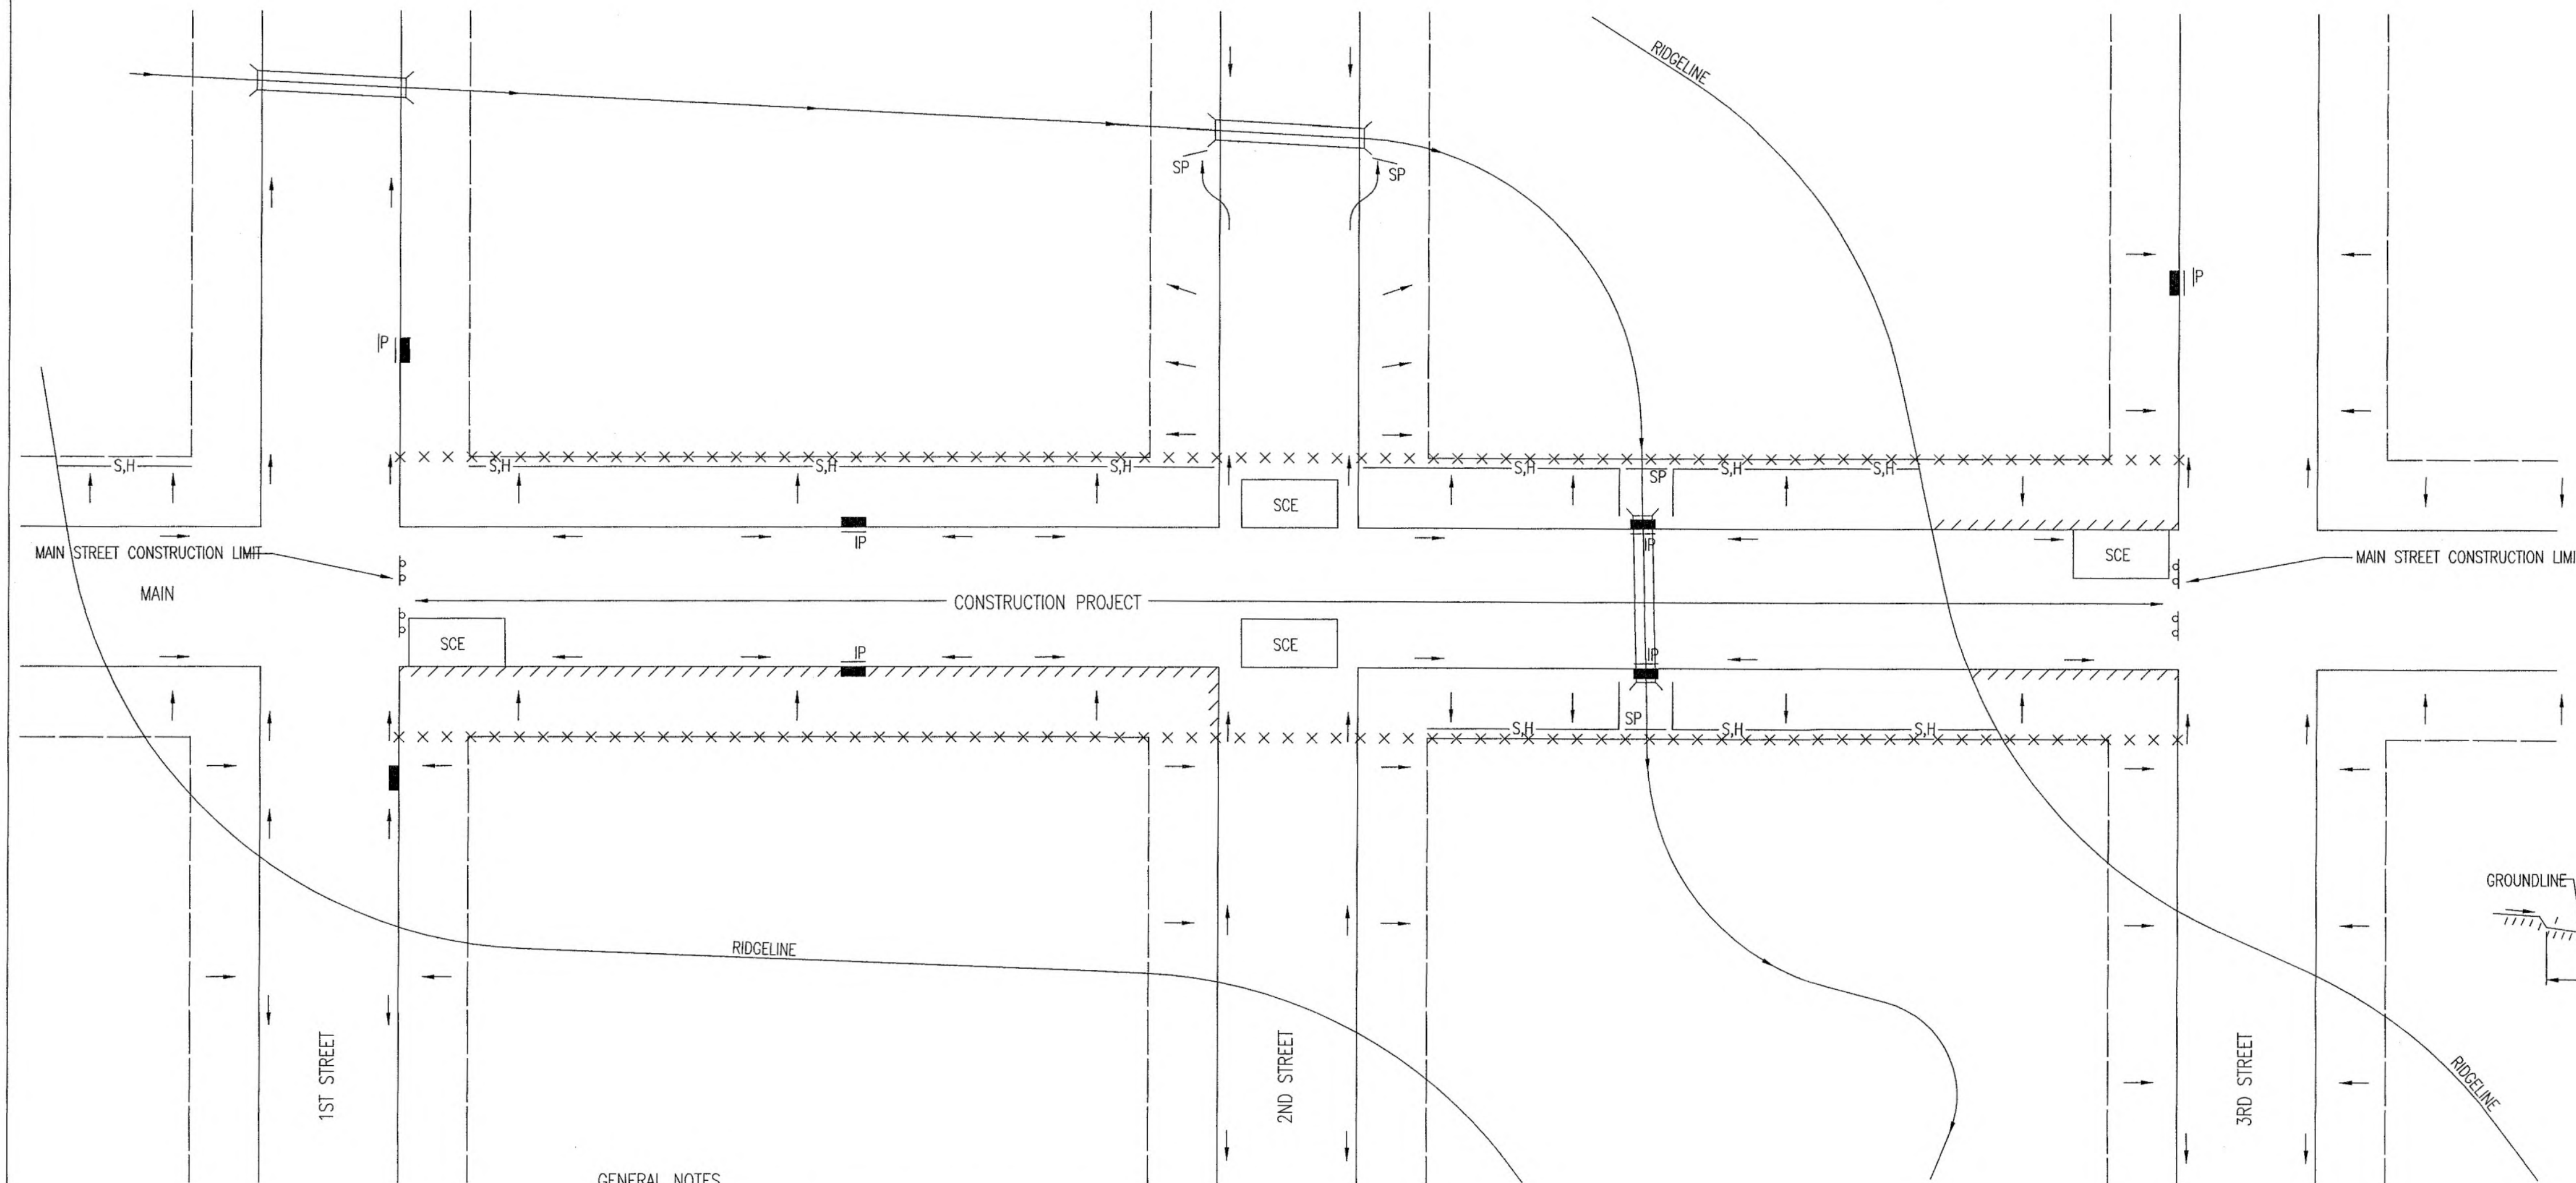 RIDGELINE
SP
SP
IP
IP
S,H
S,H
S,H
S,H
S,H
SP
S,H
S,H
SCE
IP
IP
SCE
MAIN STREET CONSTRUCTION LIMIT
MAIN STREET CONSTRUCTION LIMI
MAIN
CONSTRUCTION PROJECT
SCE
SCE
IP
IP
S,H
SP
S,H
S,H
GROUNDLINE
RIDGELINE
1ST STREET
2ND STREET
3RD STREET
RIDGELINE
GENERAL NOTES